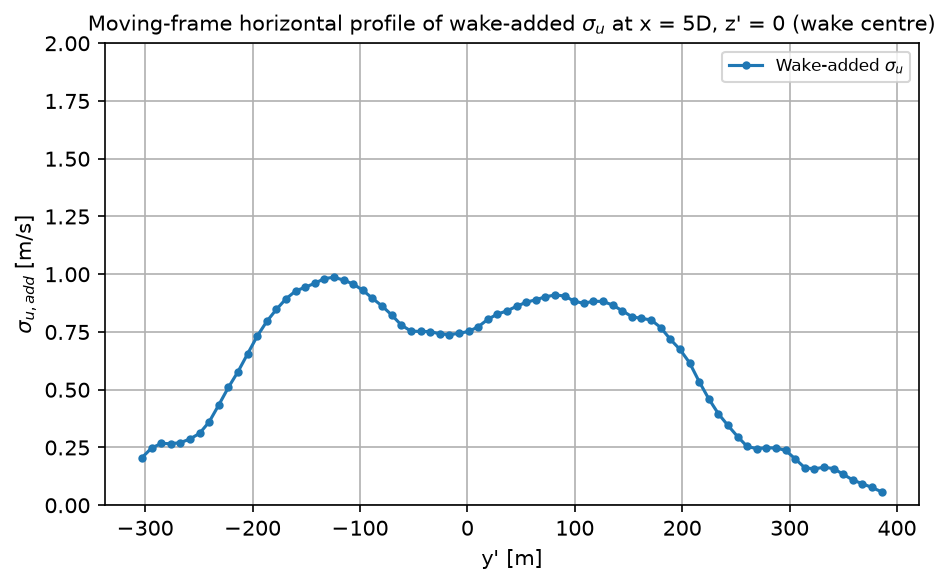 Moving-frame horizontal profile of wake-added σu at x = 5D, z' = 0 (wake centre)
Wake-added σu
σu, add [m/s]
2.00
1.75
1.50
1.25
1.00
0.75
0.50
0.25
0.00
−300 −200 −100 0 100 200 300 400
y' [m]